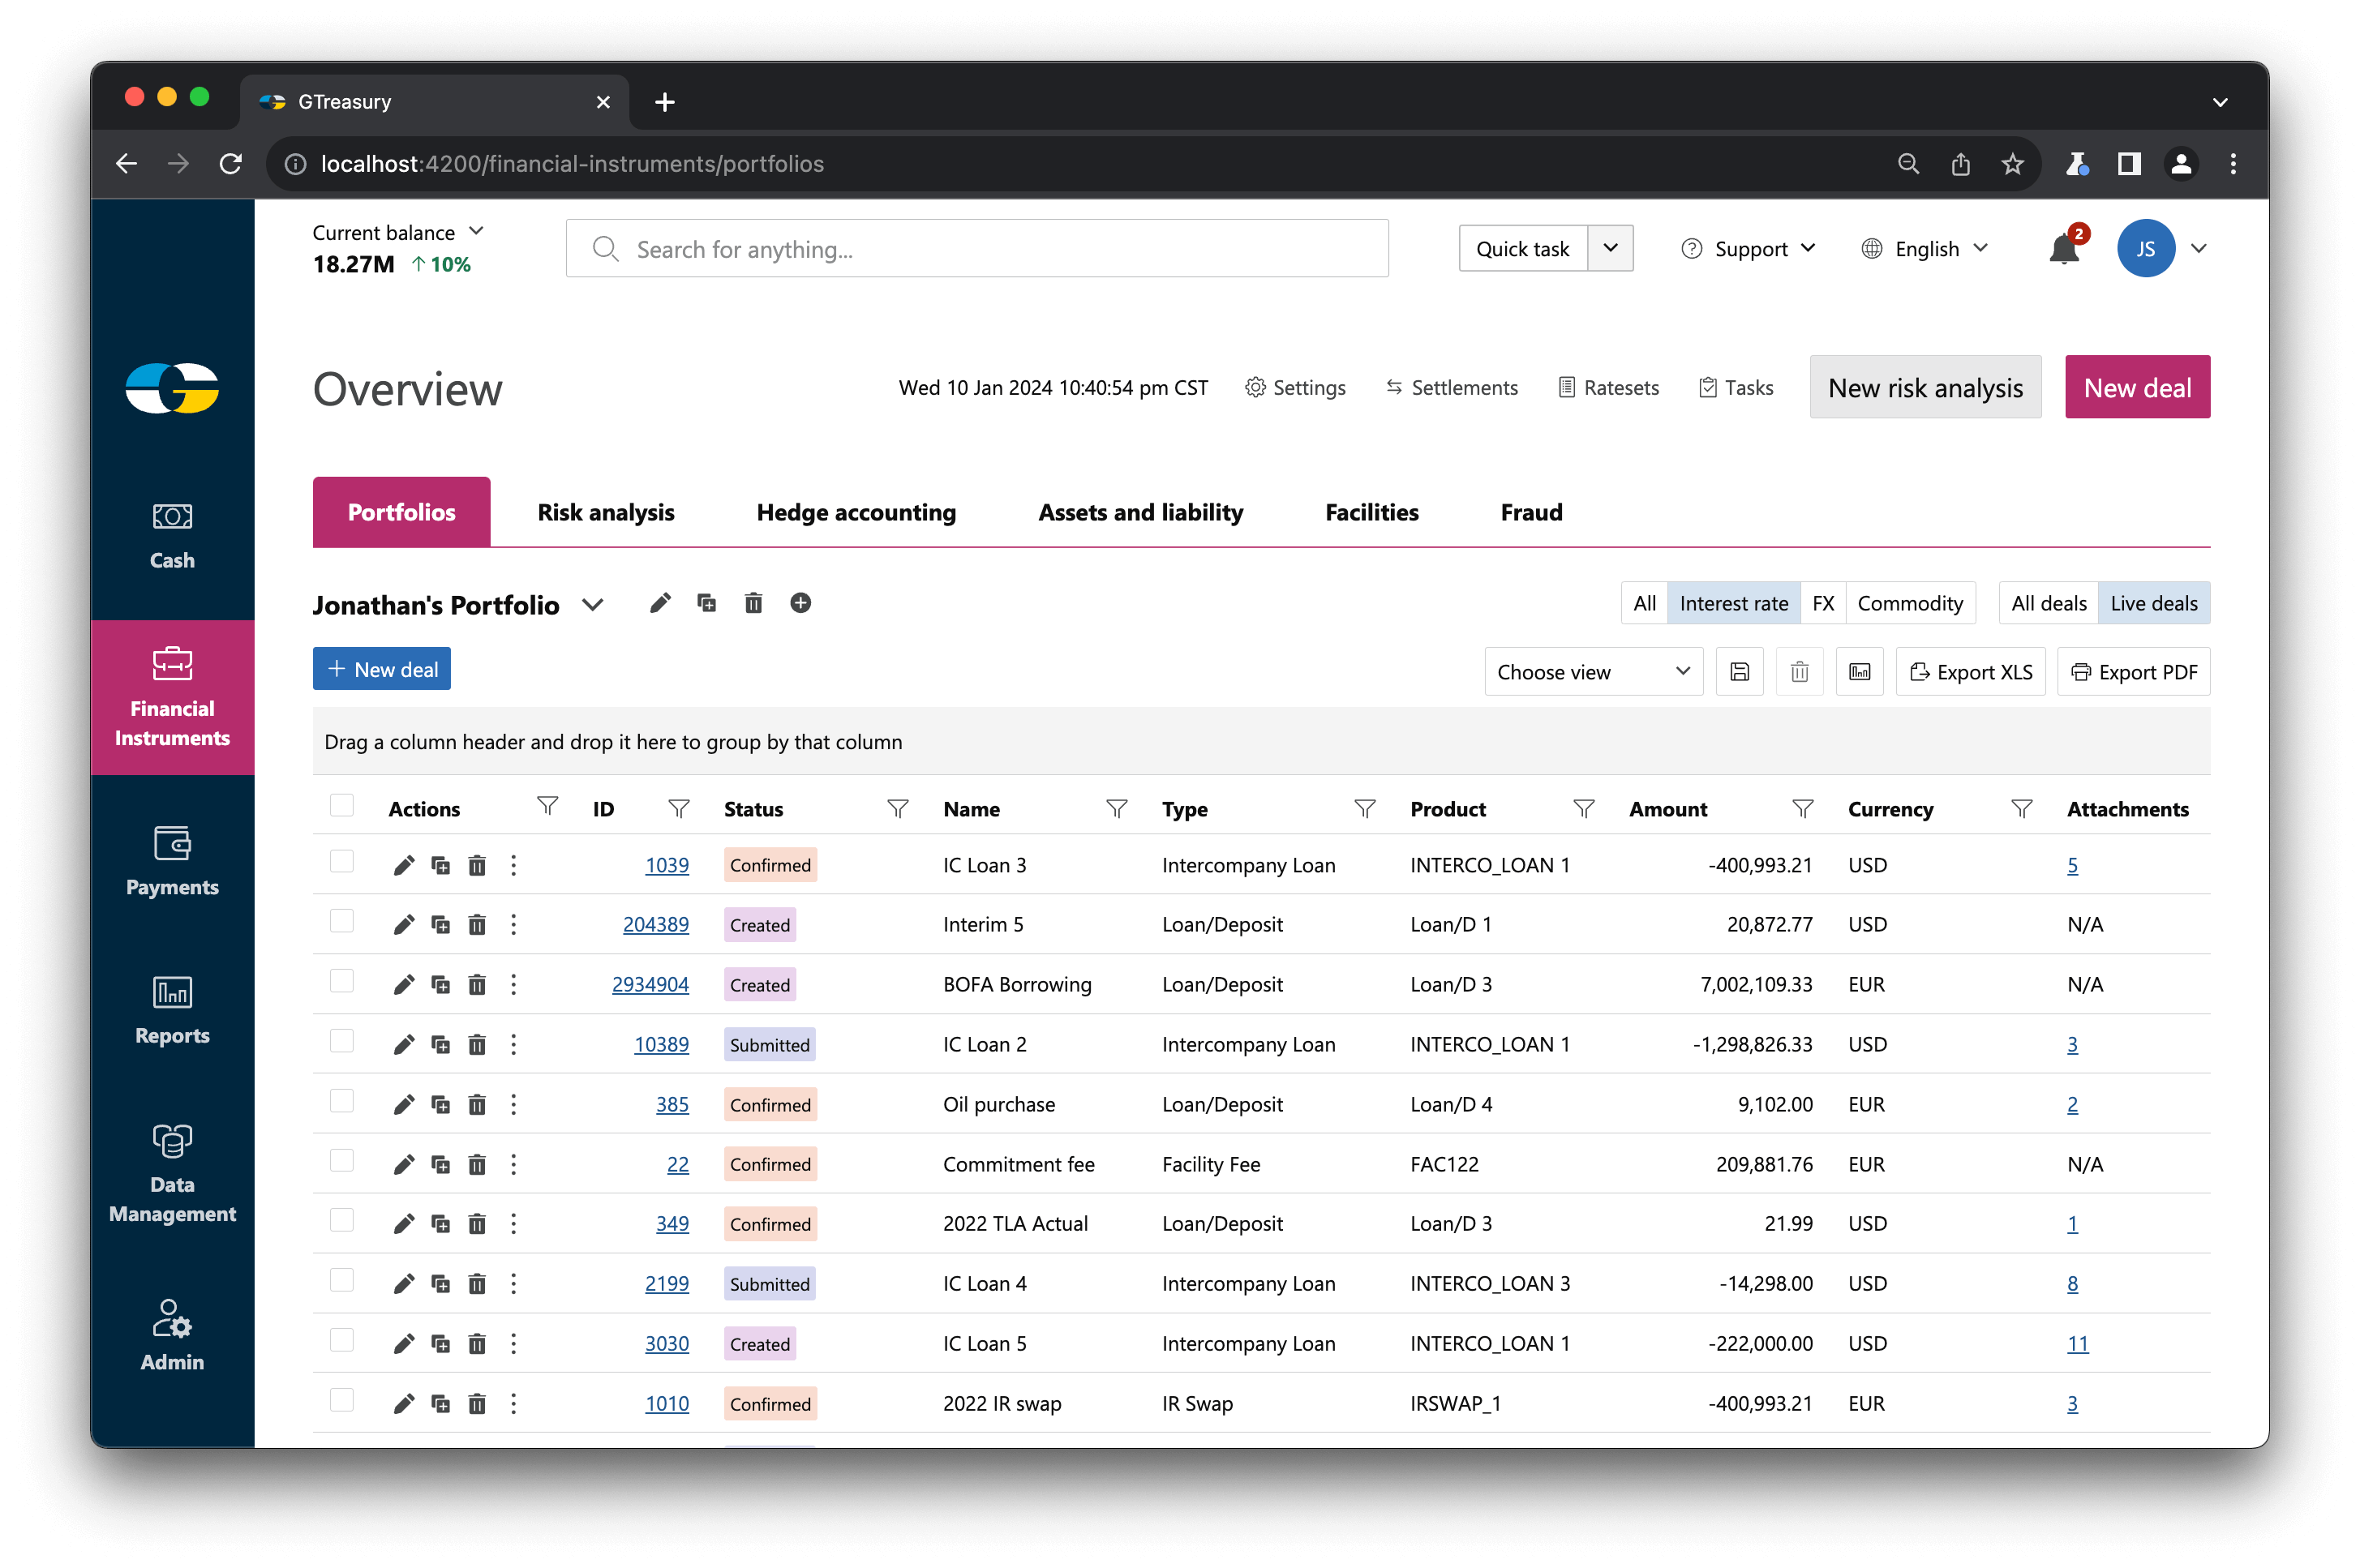 GTreasury
localhost:4200/financial-instruments/portfolios
Current balance
18.27M 10%
Search for anything...
Quick task
Support
English
2
JS
Overview
Wed 10 Jan 2024 10:40:54 pm CST
Settings
Settlements
Ratesets
Tasks
New risk analysis
New deal
Cash
Financial
Instruments
Payments
Reports
Data
Management
Admin
Portfolios
Risk analysis
Hedge accounting
Assets and liability
Facilities
Fraud
Jonathan's Portfolio
All Interest rate FX Commodity
All deals Live deals
New deal
Choose view
Export XLS
Export PDF
Drag a column header and drop it here to group by that column
Actions ID Status Name Type Product Amount Currency Attachments
1039 Confirmed IC Loan 3 Intercompany Loan INTERCO_LOAN 1 -400,993.21 USD 5
204389 Created Interim 5 Loan/Deposit Loan/D 1 20,872.77 USD N/A
2934904 Created BOFA Borrowing Loan/Deposit Loan/D 3 7,002,109.33 EUR N/A
10389 Submitted IC Loan 2 Intercompany Loan INTERCO_LOAN 1 -1,298,826.33 USD 3
385 Confirmed Oil purchase Loan/Deposit Loan/D 4 9,102.00 EUR 2
22 Confirmed Commitment fee Facility Fee FAC122 209,881.76 EUR N/A
349 Confirmed 2022 TLA Actual Loan/Deposit Loan/D 3 21.99 USD 1
2199 Submitted IC Loan 4 Intercompany Loan INTERCO_LOAN 3 -14,298.00 USD 8
3030 Created IC Loan 5 Intercompany Loan INTERCO_LOAN 1 -222,000.00 USD 11
1010 Confirmed 2022 IR swap IR Swap IRSWAP_1 -400,993.21 EUR 3